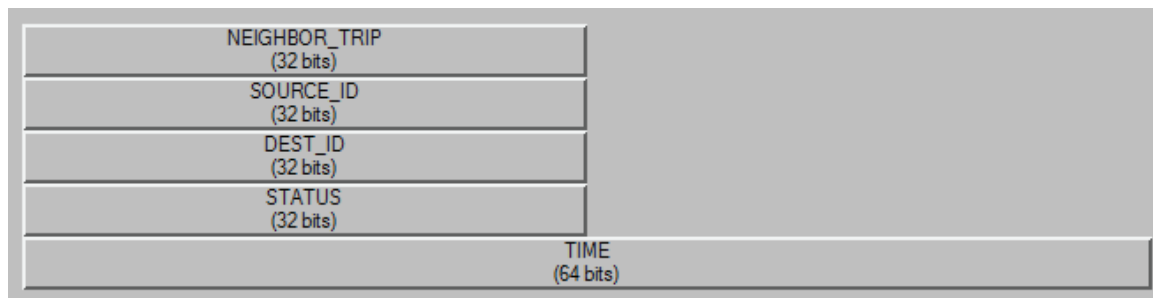 NEIGHBOR_TRIP
(32 bits)
SOURCE_ID
(32 bits)
DEST_ID
(32 bits)
STATUS
(32 bits)
TIME
(64 bits)